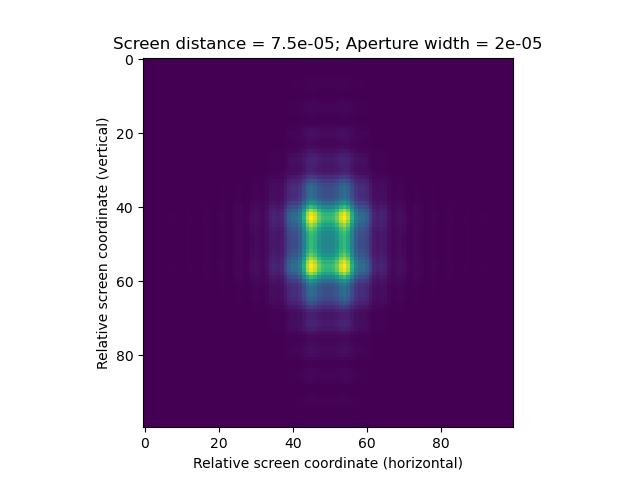 Screen distance = 7.5e-05; Aperture width = 2e-05
0
20
40
60
80
Relative screen coordinate (vertical)
0 20 40 60 80
Relative screen coordinate (horizontal)